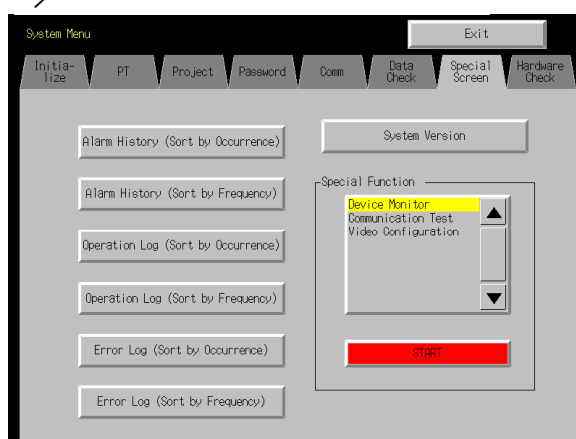 System Menu
Exit
Initia-
lize
PT
Project
Password
Comm
Data
Check
Special
Screen
Hardware
Check
Alarm History (Sort by Occurrence)
Alarm History (Sort by Frequency)
Operation Log (Sort by Occurrence)
Operation Log (Sort by Frequency)
Error Log (Sort by Occurrence)
Error Log (Sort by Frequency)
System Version
Special Function
Device Monitor
Communication Test
Video Configuration
START